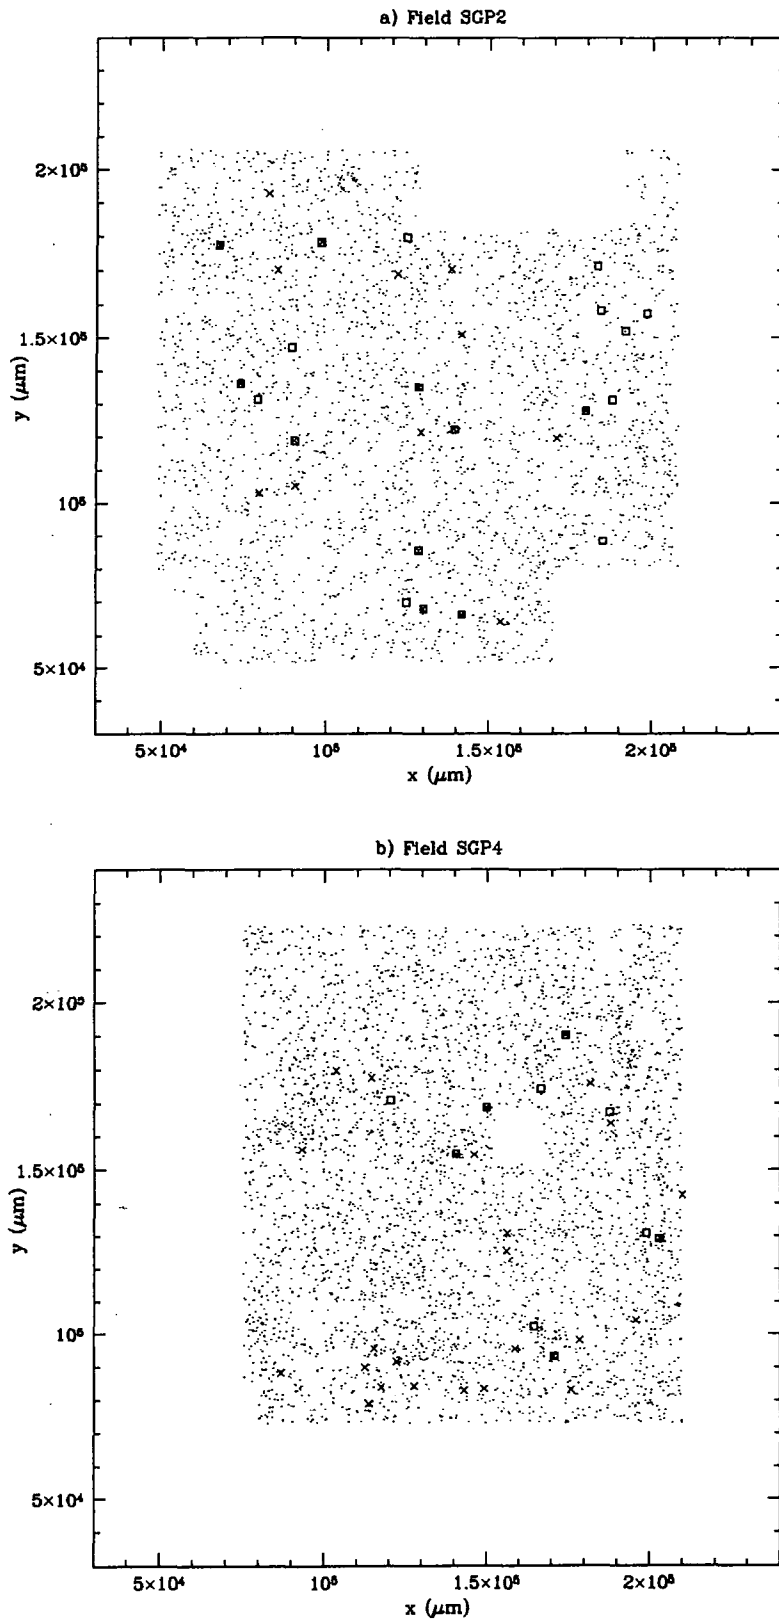 a) Field SGP2
2×10⁵
1.5×10⁵
10⁵
5×10⁴
y (μm)
5×10⁴ 10⁵ 1.5×10⁵ 2×10⁵
x (μm)
b) Field SGP4
2×10⁵
1.5×10⁵
10⁵
5×10⁴
y (μm)
5×10⁴ 10⁵ 1.5×10⁵ 2×10⁵
x (μm)